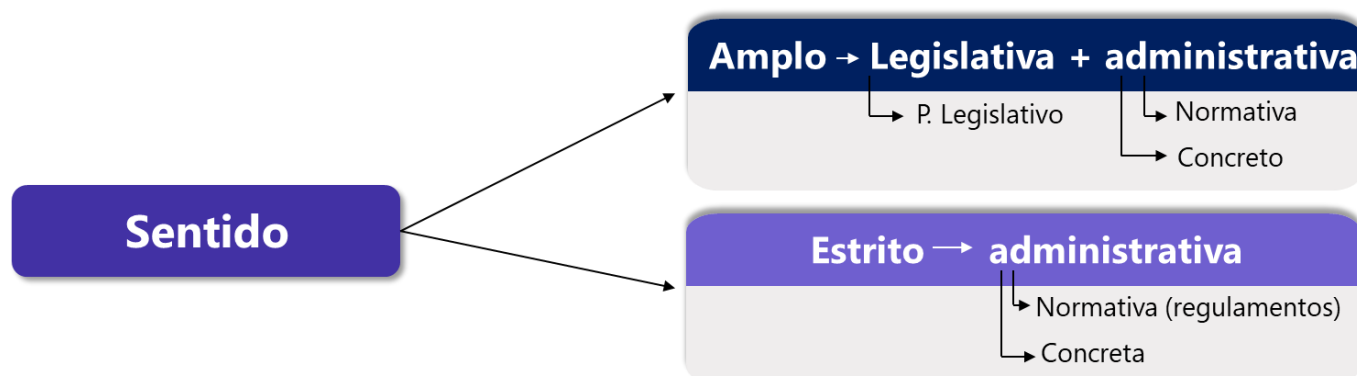 Amplo → Legislativa + administrativa
P. Legislativo
Normativa
Concreto
Sentido
Estrito → administrativa
Normativa (regulamentos)
Concreta